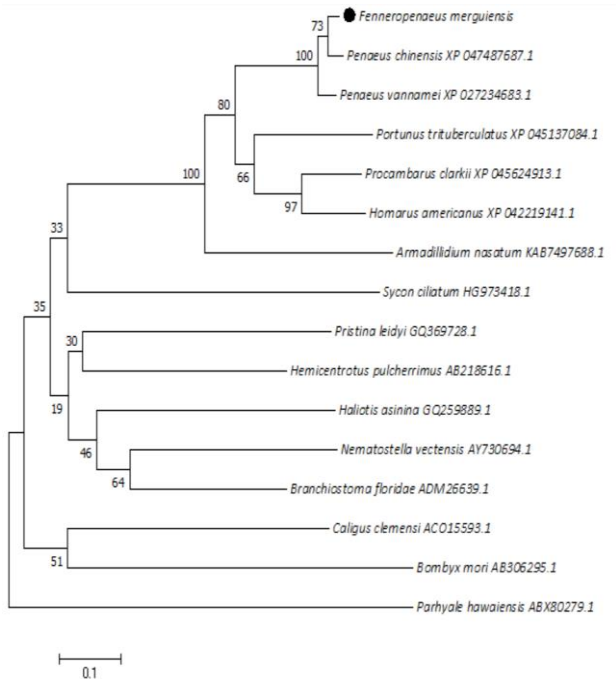 Fenneropenaeus merguiensis
73
Penaeus chinensis XP 047487687.1
100
Penaeus vannamei XP 027234683.1
80
Portunus trituberculatus XP 045137084.1
100
66
Procambarus clarkii XP 045624913.1
97
Homarus americanus XP 042219141.1
33
Armadillidium nasatum KAB7497688.1
Sycon ciliatum HG973418.1
35
Pristina leidyi GQ369728.1
30
Hemicentrotus pulcherrimus AB218616.1
19
Haliotis asinina GQ259889.1
46
Nematostella vectensis AY730694.1
64
Branchiostoma floridae ADM26639.1
Caligus clemensi ACO15593.1
51
Bombyx mori AB306295.1
Parhyale hawaiensis ABX80279.1
0.1